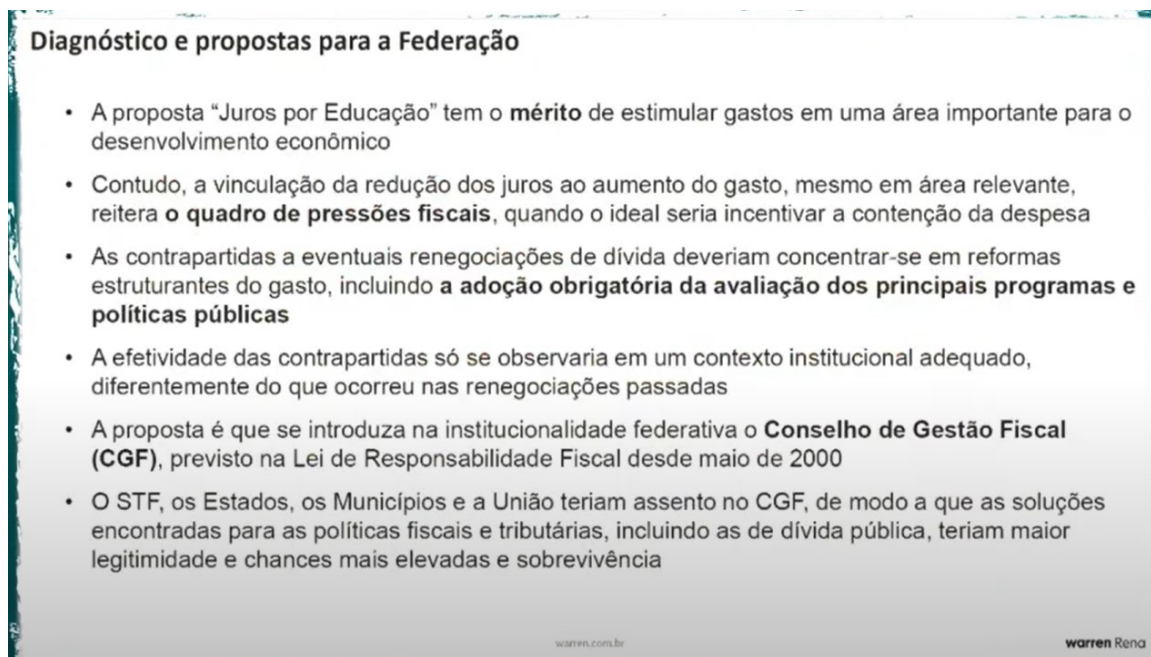 Diagnóstico e propostas para a Federação
• A proposta “Juros por Educação” tem o mérito de estimular gastos em uma área importante para o
desenvolvimento econômico
• Contudo, a vinculação da redução dos juros ao aumento do gasto, mesmo em área relevante,
reitera o quadro de pressões fiscais, quando o ideal seria incentivar a contenção da despesa
• As contrapartidas a eventuais renegociações de dívida deveriam concentrar-se em reformas
estruturantes do gasto, incluindo a adoção obrigatória da avaliação dos principais programas e
políticas públicas
• A efetividade das contrapartidas só se observaria em um contexto institucional adequado,
diferentemente do que ocorreu nas renegociações passadas
• A proposta é que se introduza na institucionalidade federativa o Conselho de Gestão Fiscal
(CGF), previsto na Lei de Responsabilidade Fiscal desde maio de 2000
• O STF, os Estados, os Municípios e a União teriam assento no CGF, de modo a que as soluções
encontradas para as políticas fiscais e tributárias, incluindo as de dívida pública, teriam maior
legitimidade e chances mais elevadas e sobrevivência
warren.com.br
warren Rena